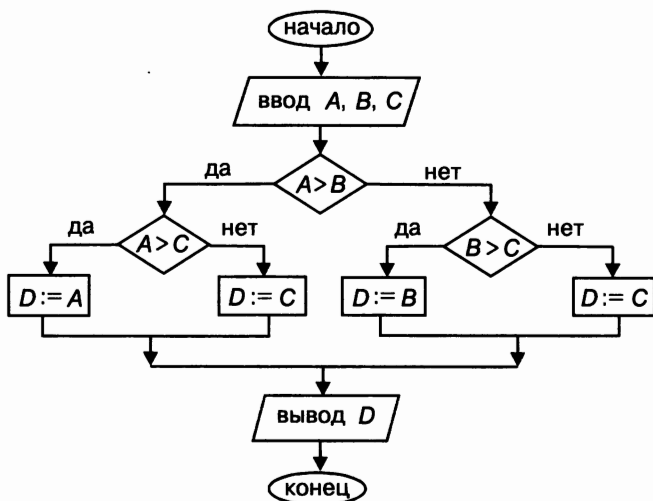 начало
ввод A, B, C
да
A > B
нет
да
A > C
нет
да
B > C
нет
D := A
D := C
D := B
D := C
вывод D
конец